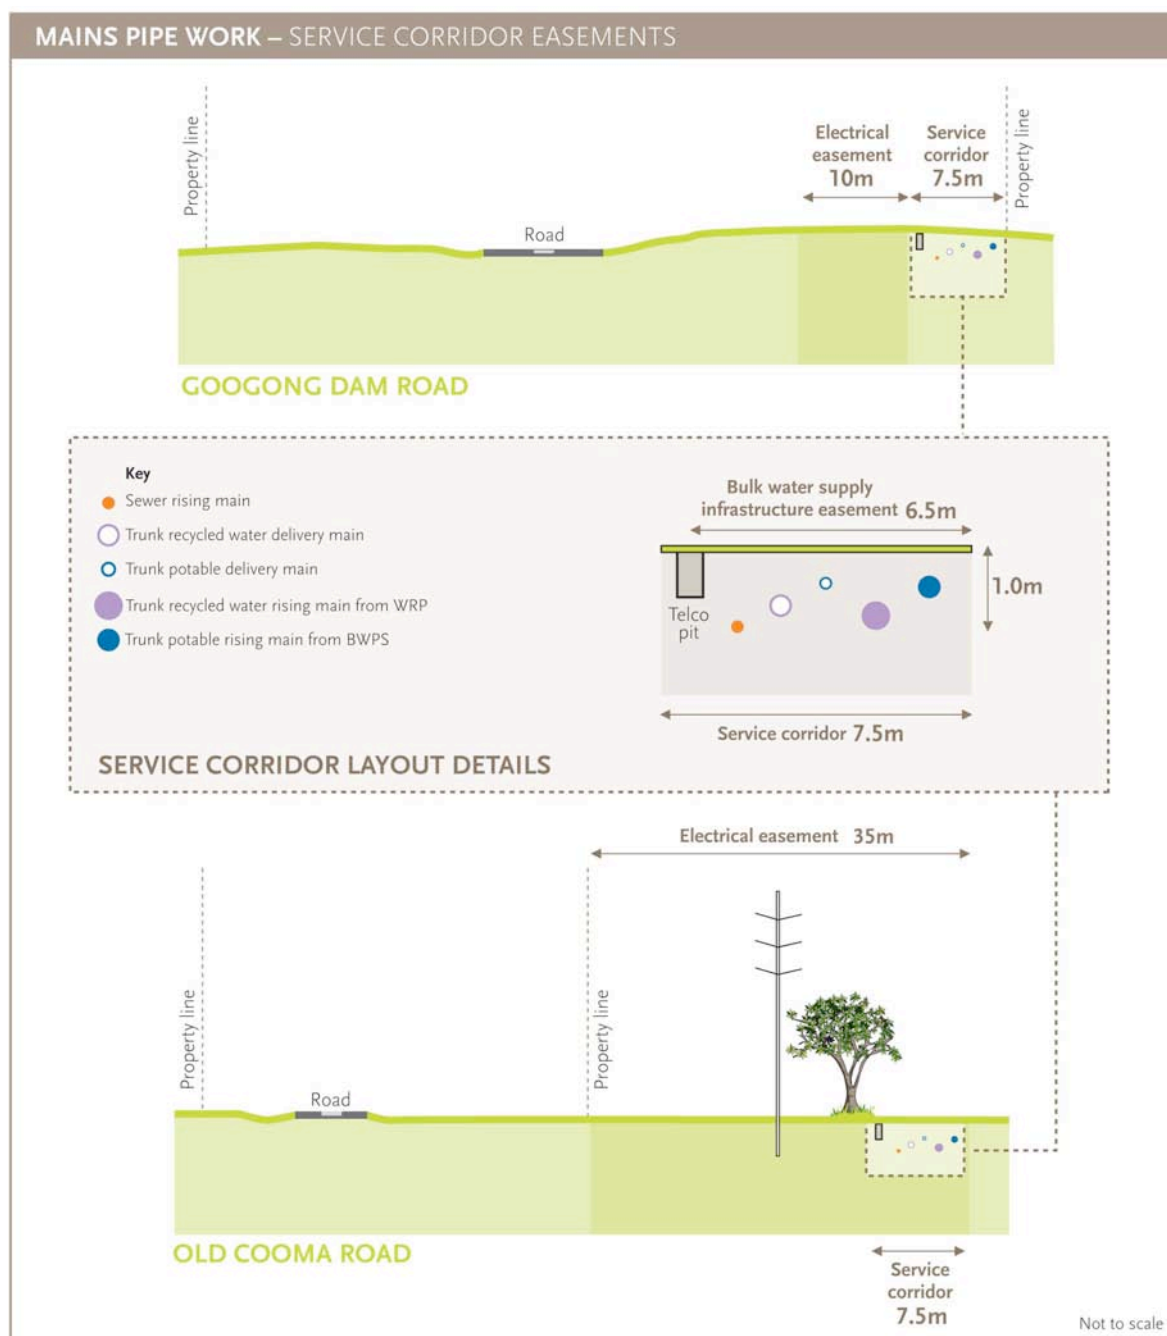 MAINS PIPE WORK – SERVICE CORRIDOR EASEMENTS
Property line
Electrical
easement
10m
Service
corridor
7.5m
Property line
Road
GOOGONG DAM ROAD
Key
Sewer rising main
Trunk recycled water delivery main
Trunk potable delivery main
Trunk recycled water rising main from WRP
Trunk potable rising main from BWPS
Bulk water supply
infrastructure easement 6.5m
1.0m
Telco
pit
Service corridor 7.5m
SERVICE CORRIDOR LAYOUT DETAILS
Electrical easement 35m
Property line
Property line
Road
OLD COOMA ROAD
Service
corridor
7.5m
Not to scale